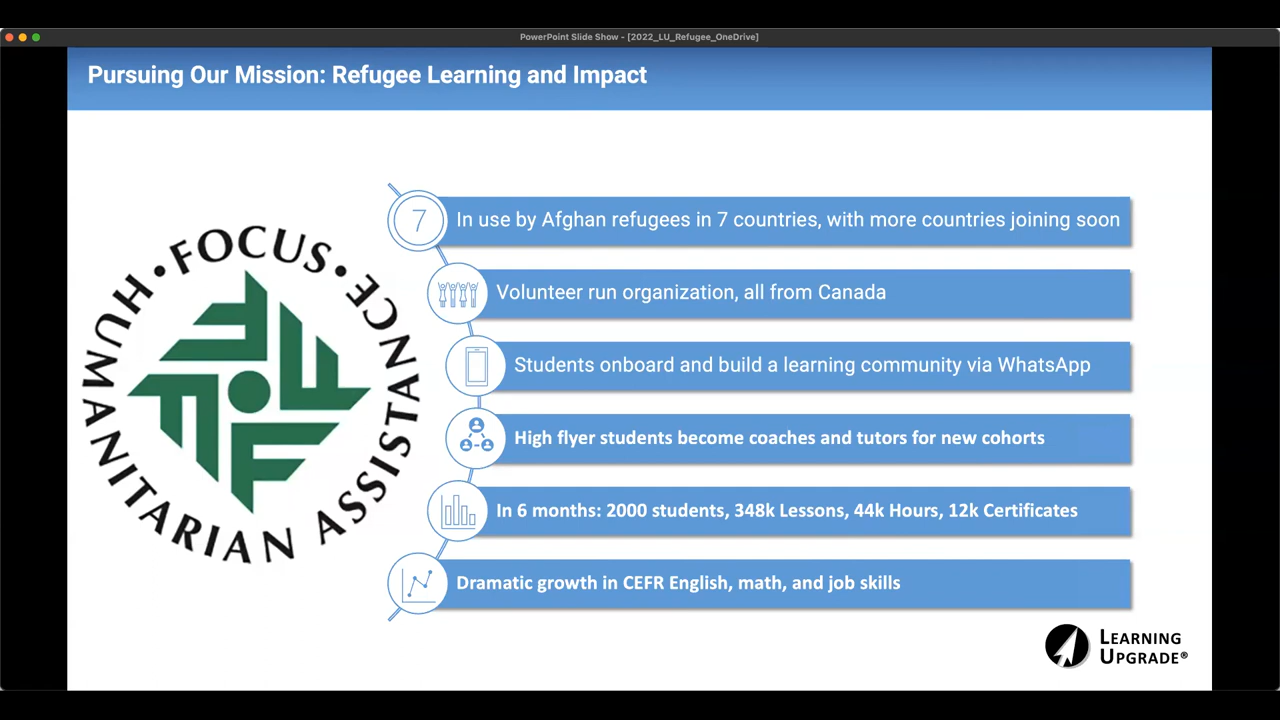 PowerPoint Slide Show - [2022_LU_Refugee_OneDrive]
Pursuing Our Mission: Refugee Learning and Impact
FOCUS • HUMANITARIAN ASSISTANCE •
7
In use by Afghan refugees in 7 countries, with more countries joining soon
Volunteer run organization, all from Canada
Students onboard and build a learning community via WhatsApp
High flyer students become coaches and tutors for new cohorts
In 6 months: 2000 students, 348k Lessons, 44k Hours, 12k Certificates
Dramatic growth in CEFR English, math, and job skills
LEARNING
UPGRADE®